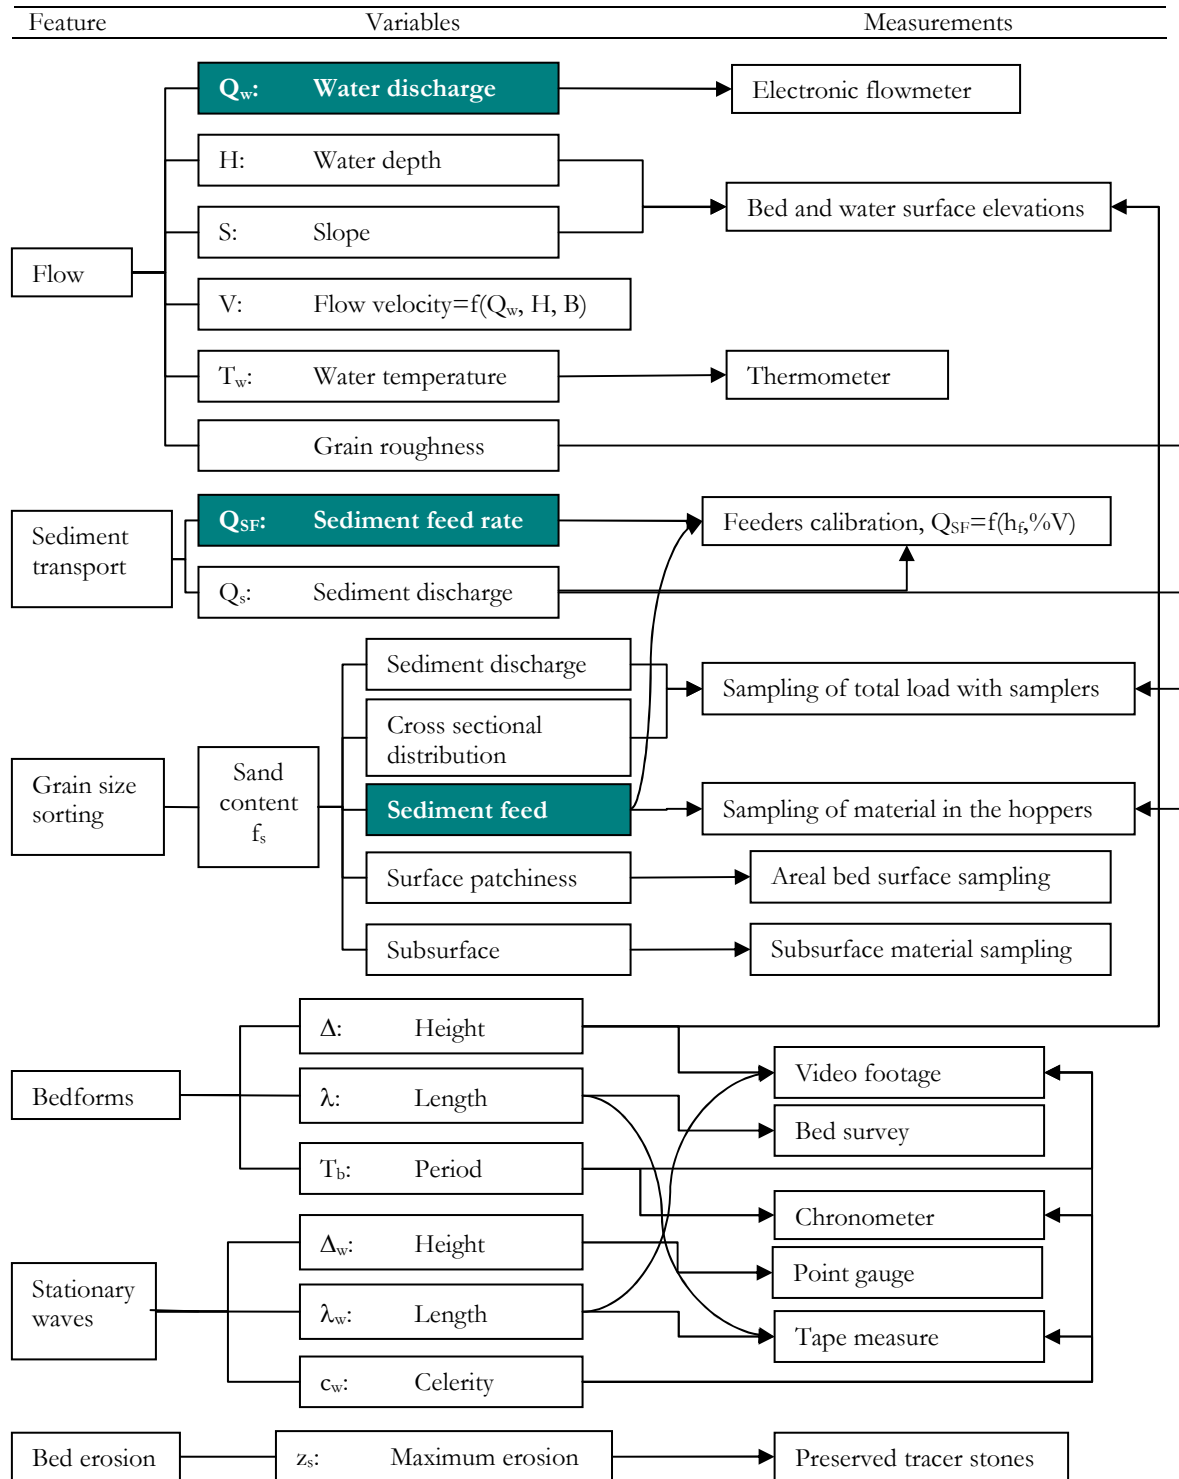 Feature Variables Measurements
Qw: Water discharge
Electronic flowmeter
H: Water depth
Bed and water surface elevations
S: Slope
Flow
V: Flow velocity=f(Qw, H, B)
Tw: Water temperature
Thermometer
Grain roughness
QSF: Sediment feed rate
Feeders calibration, QSF=f(hf,%V)
Sediment
transport
Qs: Sediment discharge
Sediment discharge
Sampling of total load with samplers
Cross sectional
distribution
Grain size
sorting
Sand
content
fs
Sediment feed
Sampling of material in the hoppers
Surface patchiness
Areal bed surface sampling
Subsurface
Subsurface material sampling
Δ: Height
Video footage
Bedforms
λ: Length
Bed survey
Tb: Period
Chronometer
Δw: Height
Point gauge
Stationary
waves
λw: Length
Tape measure
cw: Celerity
Bed erosion
zs: Maximum erosion
Preserved tracer stones